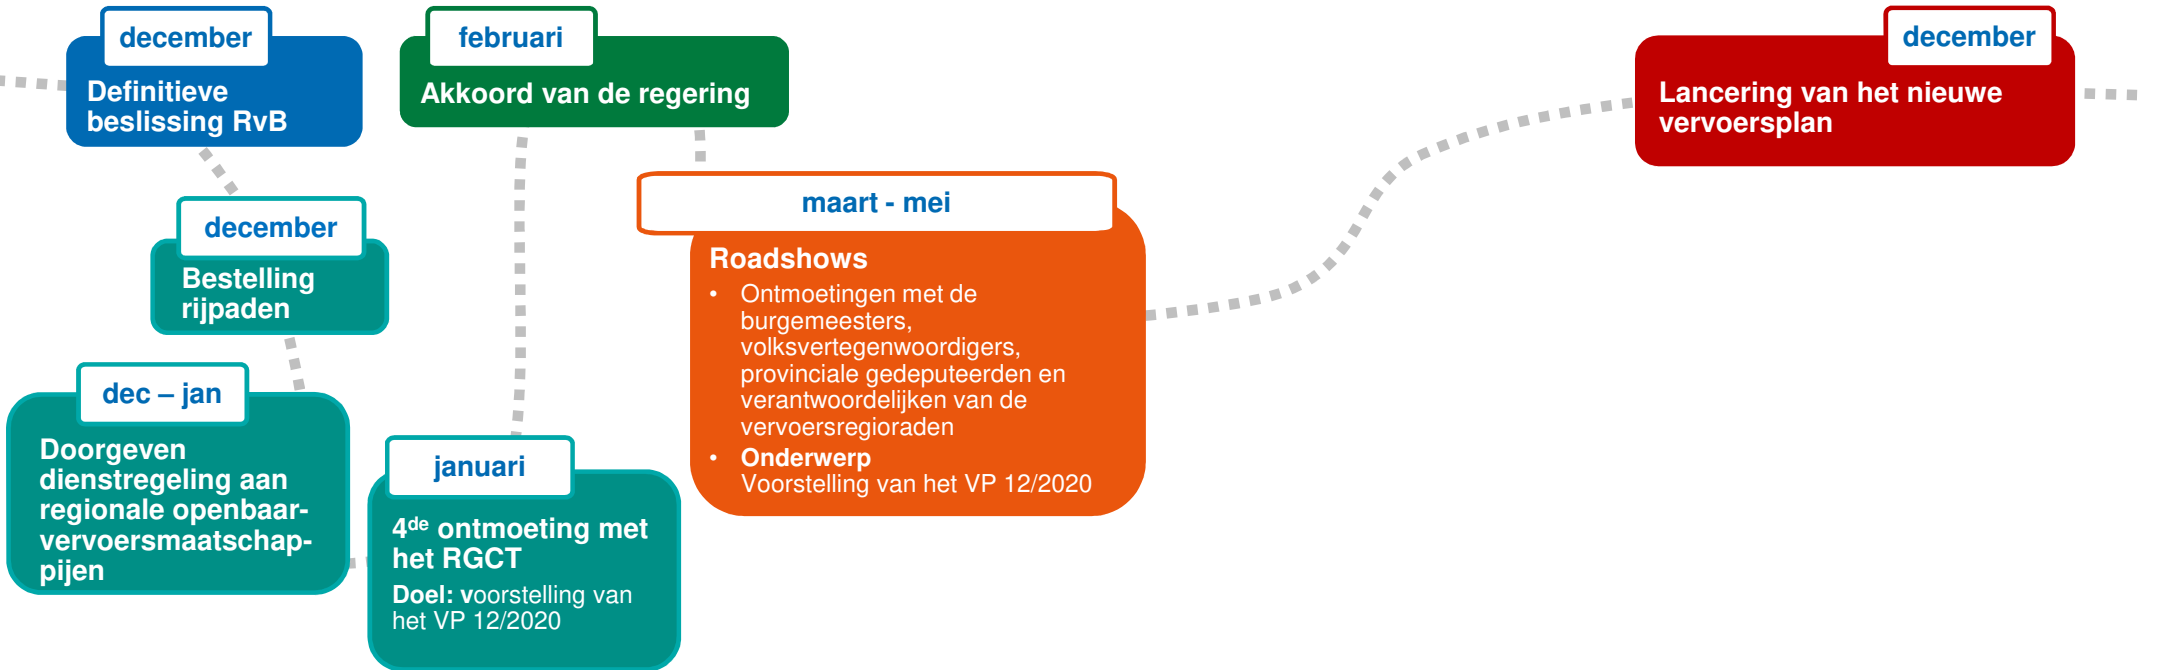 december
Definitieve
beslissing RvB
december
Bestelling
rijpaden
dec – jan
Doorgeven
dienstregeling aan
regionale openbaar-
vervoersmaatschap-
pijen
januari
4de ontmoeting met
het RGCT
Doel: voorstelling van
het VP 12/2020
februari
Akkoord van de regering
maart - mei
Roadshows
• Ontmoetingen met de
burgemeesters,
volksvertegenwoordigers,
provinciale gedeputeerden en
verantwoordelijken van de
vervoersregioraden
• Onderwerp
Voorstelling van het VP 12/2020
december
Lancering van het nieuwe
vervoersplan